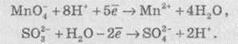 MnO₄⁻ + 8H⁺ + 5e̅ → Mn²⁺ + 4H₂O,
SO₃²⁻ + H₂O − 2e̅ → SO₄²⁻ + 2H⁺.